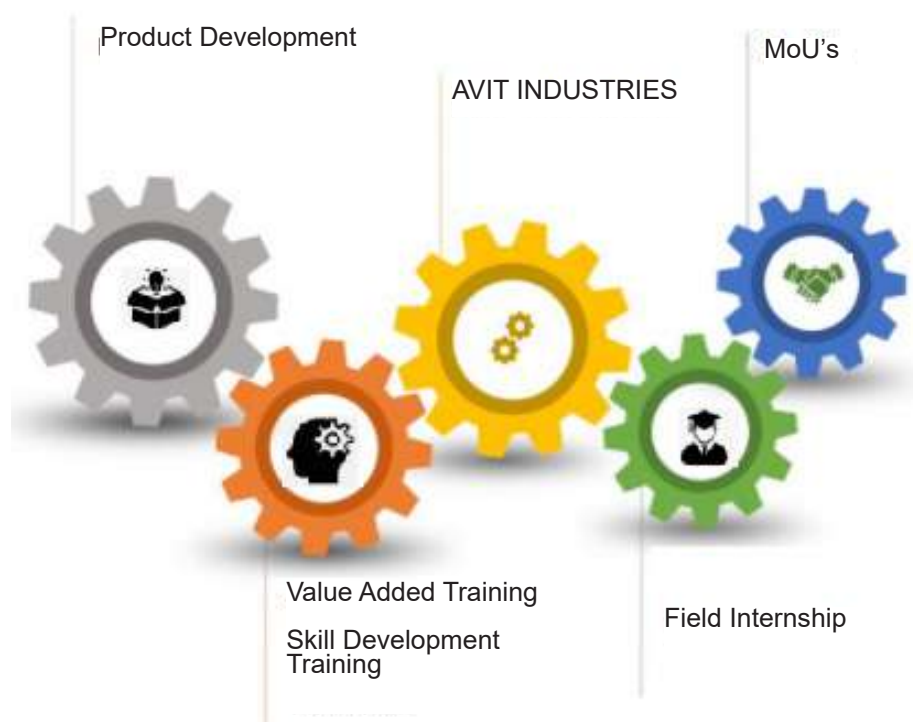 Product Development
AVIT INDUSTRIES
MoU’s
Value Added Training
Skill Development
Training
Field Internship